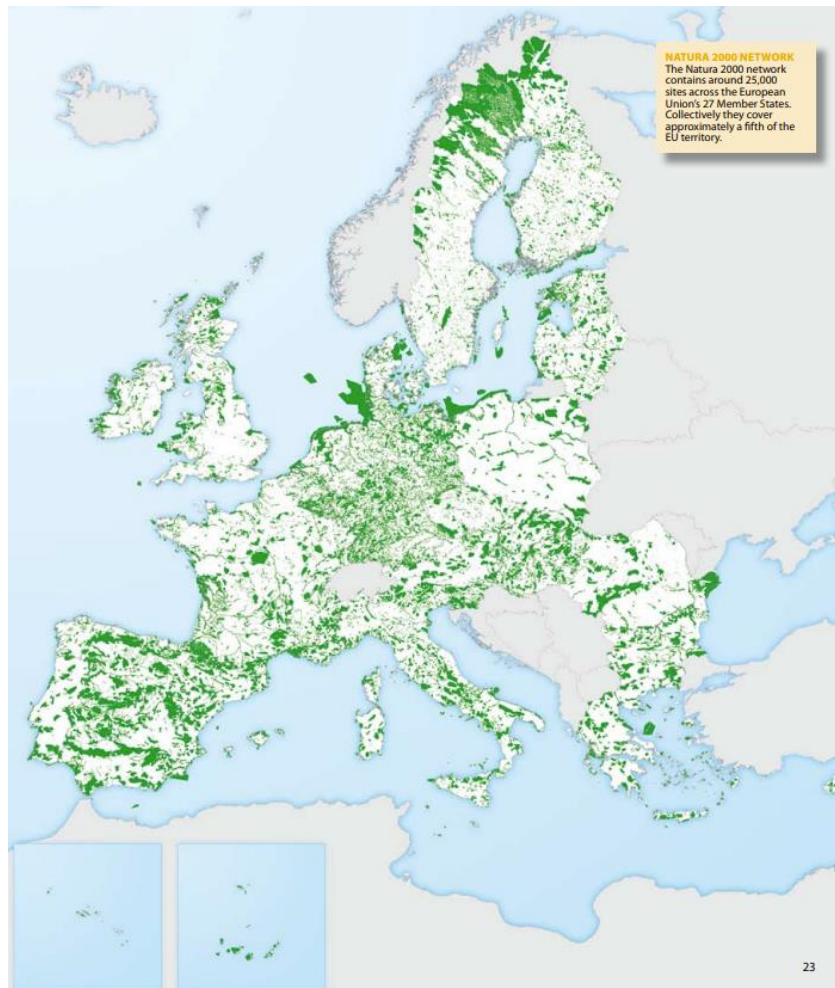 NATURA 2000 NETWORK
The Natura 2000 network
contains around 25,000
sites across the European
Union's 27 Member States.
Collectively they cover
approximately a fifth of the
EU territory.
23